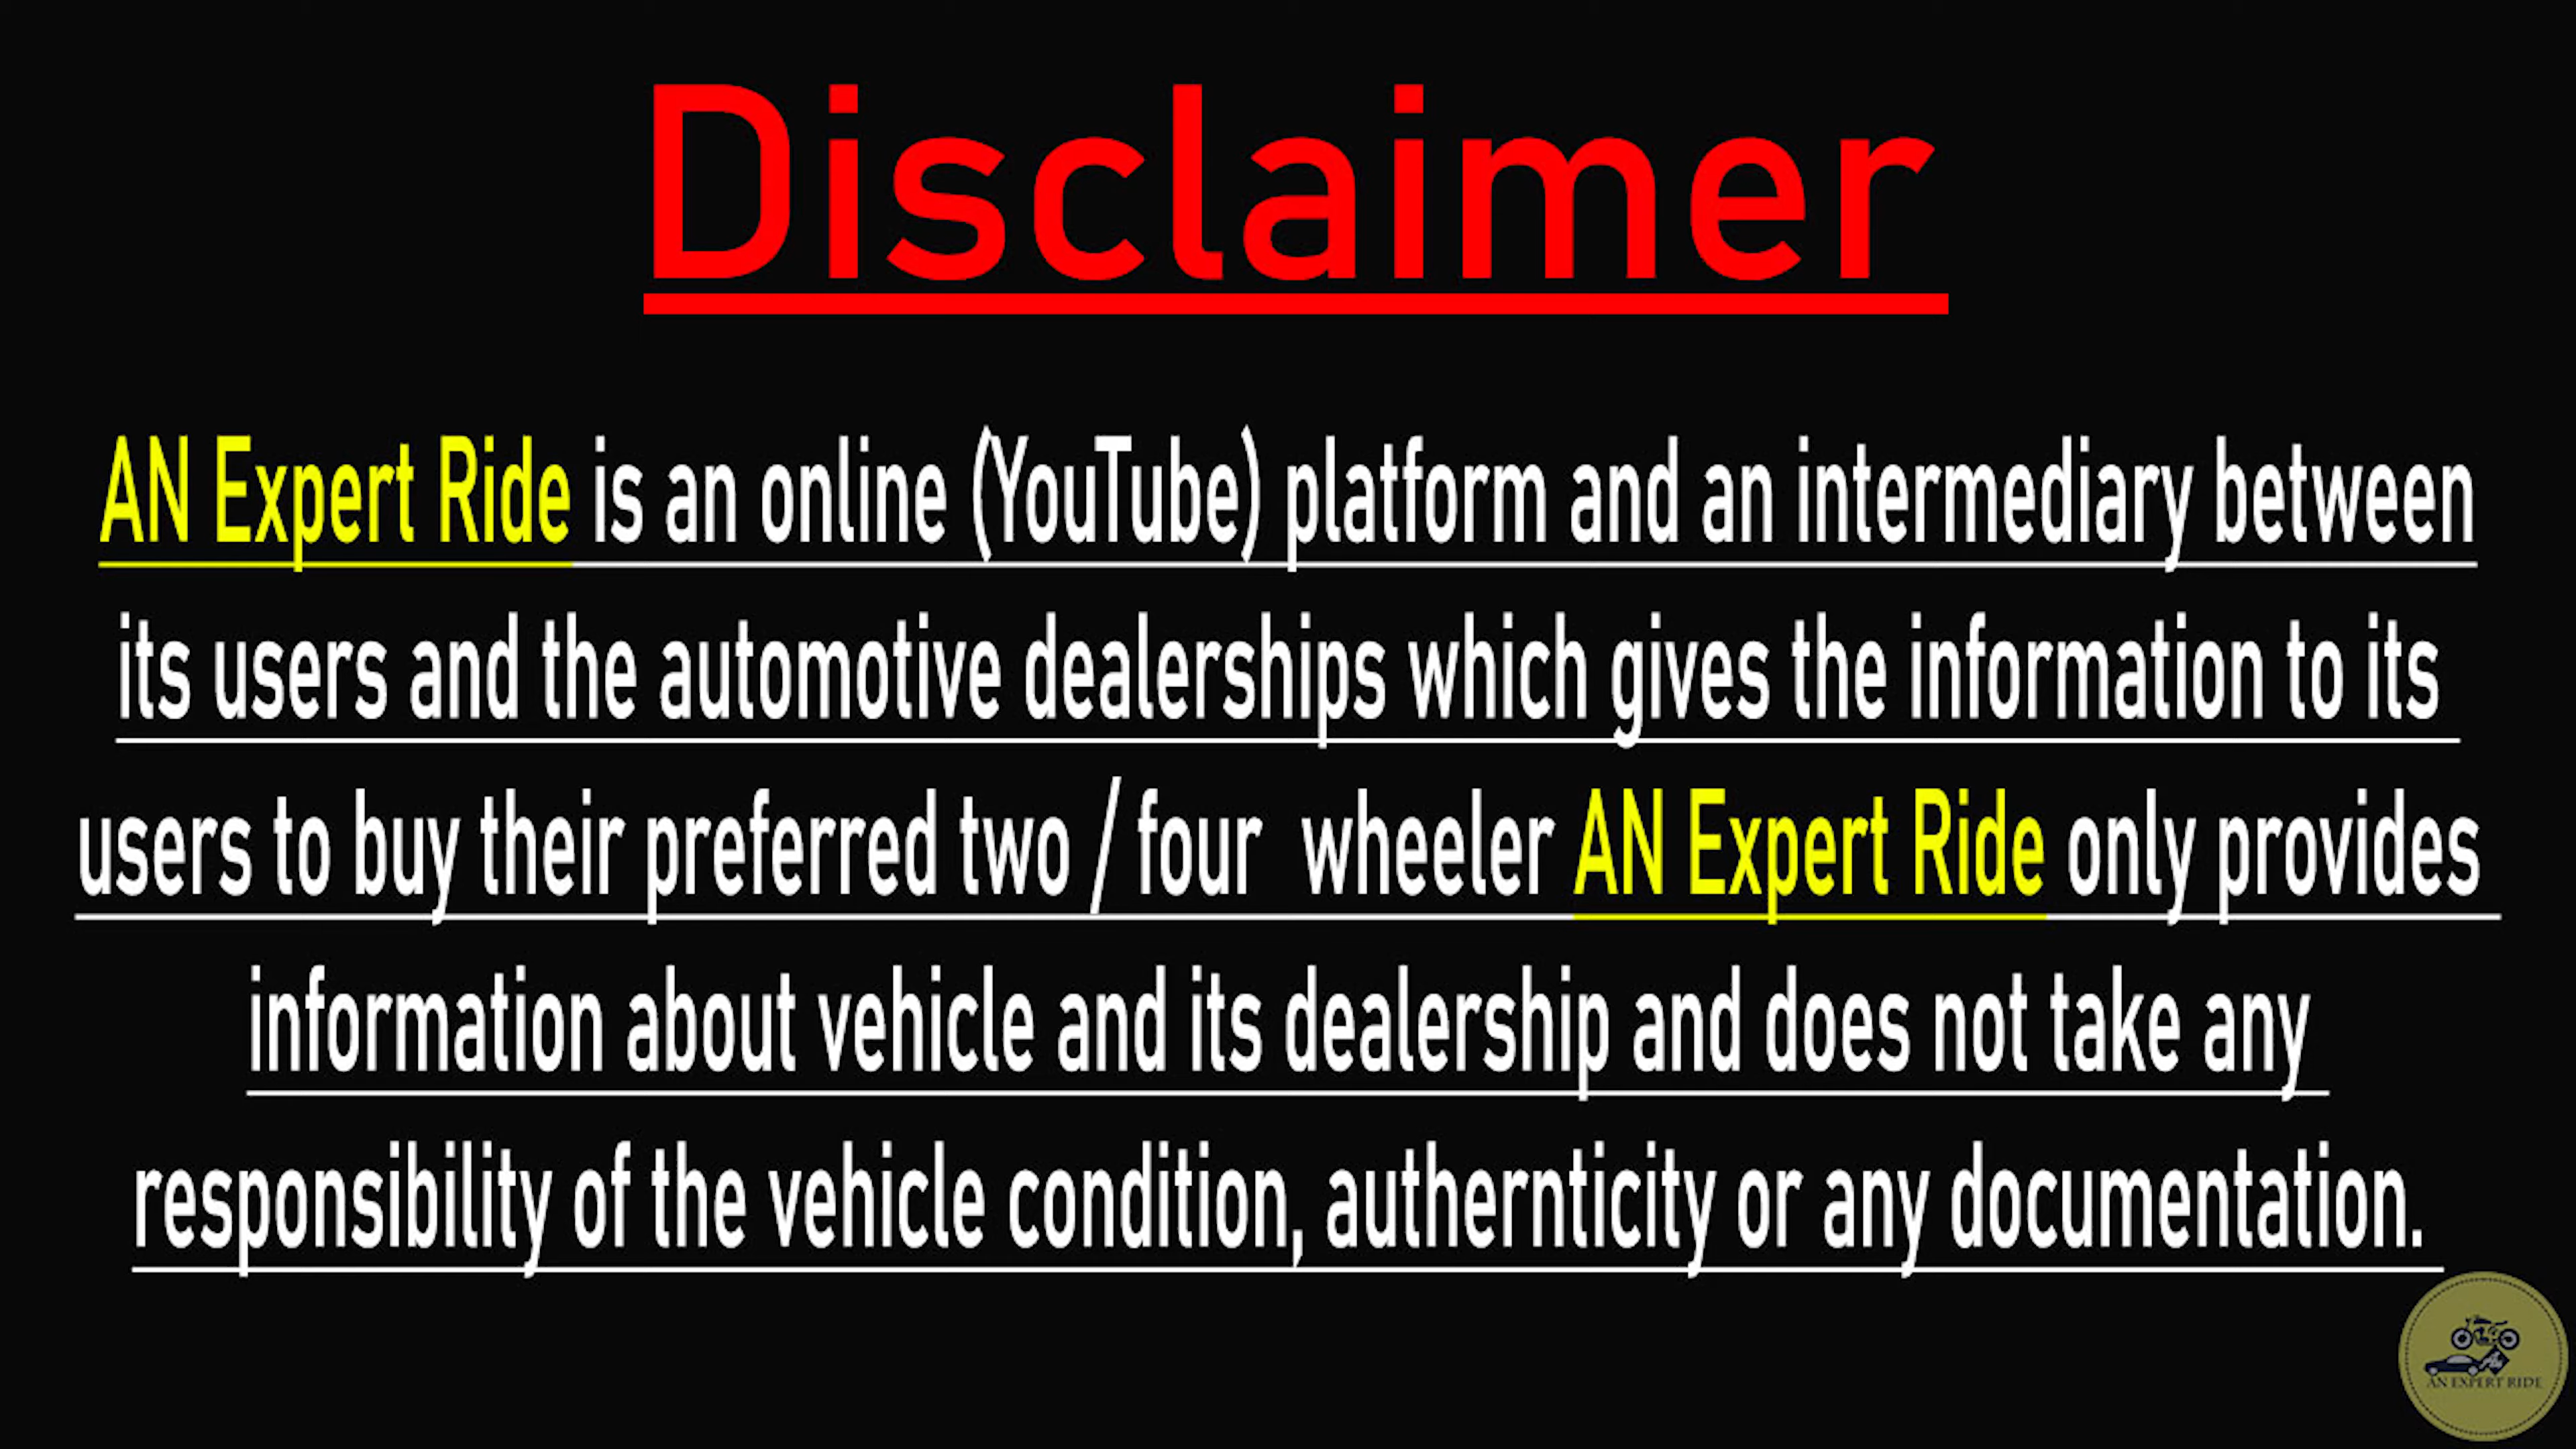 Disclaimer
AN Expert Ride is an online (YouTube) platform and an intermediary between
its users and the automotive dealerships which gives the information to its
users to buy their preferred two / four wheeler AN Expert Ride only provides
information about vehicle and its dealership and does not take any
responsibility of the vehicle condition, authernticity or any documentation.
AN EXPERT RIDE